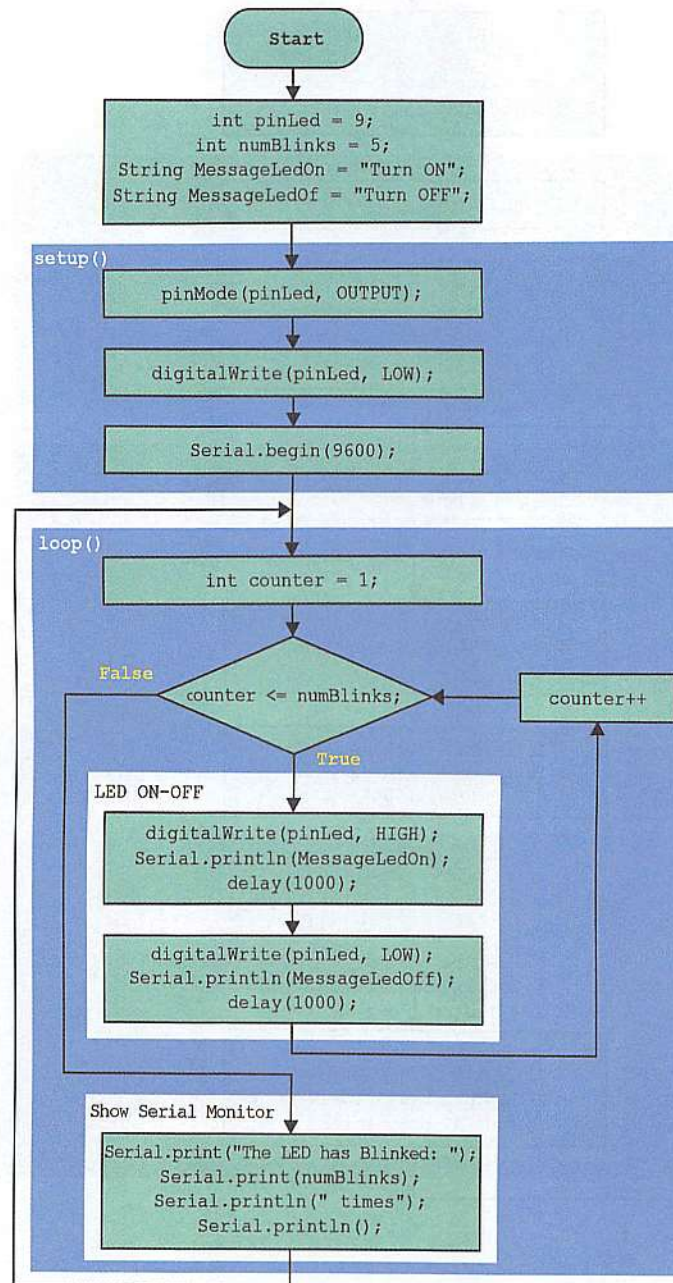 Start
int pinLed = 9;
int numBlinks = 5;
String MessageLedOn = "Turn ON";
String MessageLedOf = "Turn OFF";
setup()
pinMode(pinLed, OUTPUT);
digitalWrite(pinLed, LOW);
Serial.begin(9600);
loop()
int counter = 1;
False
counter <= numBlinks;
counter++
True
LED ON-OFF
digitalWrite(pinLed, HIGH);
Serial.println(MessageLedOn);
delay(1000);
digitalWrite(pinLed, LOW);
Serial.println(MessageLedOff);
delay(1000);
Show Serial Monitor
Serial.print("The LED has Blinked: ");
Serial.print(numBlinks);
Serial.println(" times");
Serial.println();